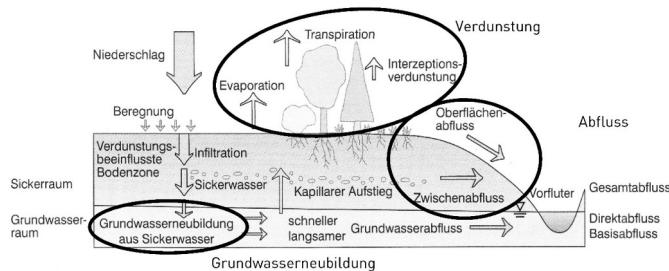 Verdunstung
Transpiration
Niederschlag
Interzeptions-
verdunstung
Evaporation
Beregnung
Oberflächen-
abfluss
Abfluss
Verdunstungs-
beeinflusste
Bodenzone
Infiltration
Sickerraum
Sickerwasser
Kapillarer Aufstieg
Zwischenabfluss
Vorfluter
Gesamtabfluss
Grundwasser-
raum
Grundwasserneubildung
aus Sickerwasser
schneller
langsamer
Grundwasserabfluss
Direktabfluss
Basisabfluss
Grundwasserneubildung